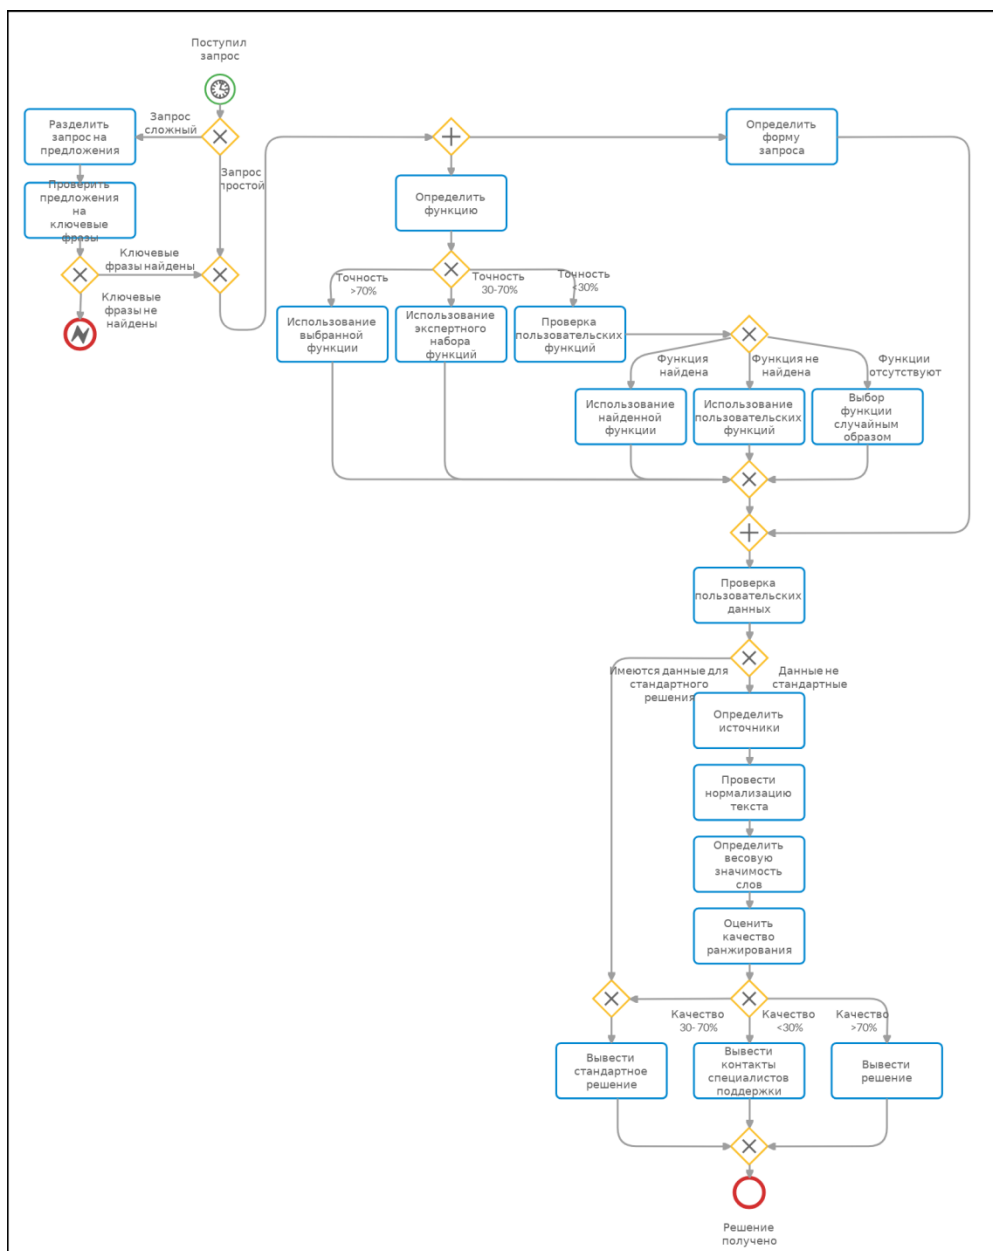 Поступил
запрос
Запрос
сложный
Разделить
запрос на
предложения
Проверить
предложения
на
ключевые
фразы
Запрос
простой
Ключевые
фразы найдены
Ключевые
фразы не
найдены
Определить
форму
запроса
Определить
функцию
Точность
>70%
Точность
30-70%
Точность
<30%
Использование
выбранной
функции
Использование
экспертного
набора
функций
Проверка
пользовательских
функций
Функция
найдена
Функция не
найдена
Функции
отсутствуют
Использование
найденной
функции
Использование
пользовательских
функций
Выбор
функции
случайным
образом
Проверка
пользовательских
данных
Имеются данные для
стандартного
решения
Данные не
стандартные
Определить
источники
Провести
нормализацию
текста
Определить
весовую
значимость
слов
Оценить
качество
ранжирования
Качество
30-70%
Качество
<30%
Качество
>70%
Вывести
стандартное
решение
Вывести
контакты
специалистов
поддержки
Вывести
решение
Решение
получено